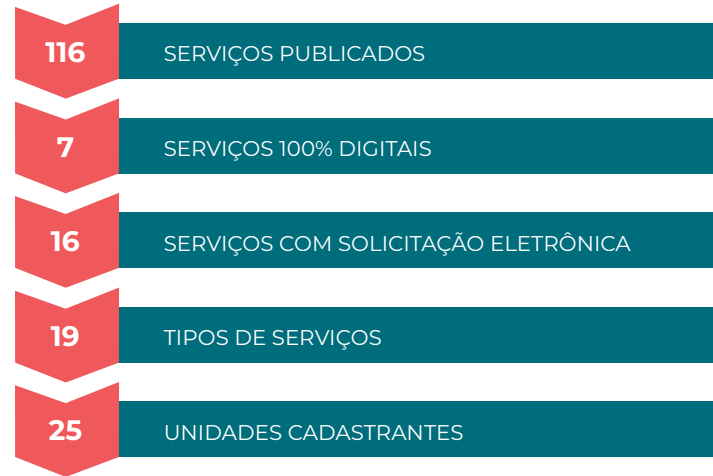 116
SERVIÇOS PUBLICADOS
7
SERVIÇOS 100% DIGITAIS
16
SERVIÇOS COM SOLICITAÇÃO ELETRÔNICA
19
TIPOS DE SERVIÇOS
25
UNIDADES CADASTRANTES